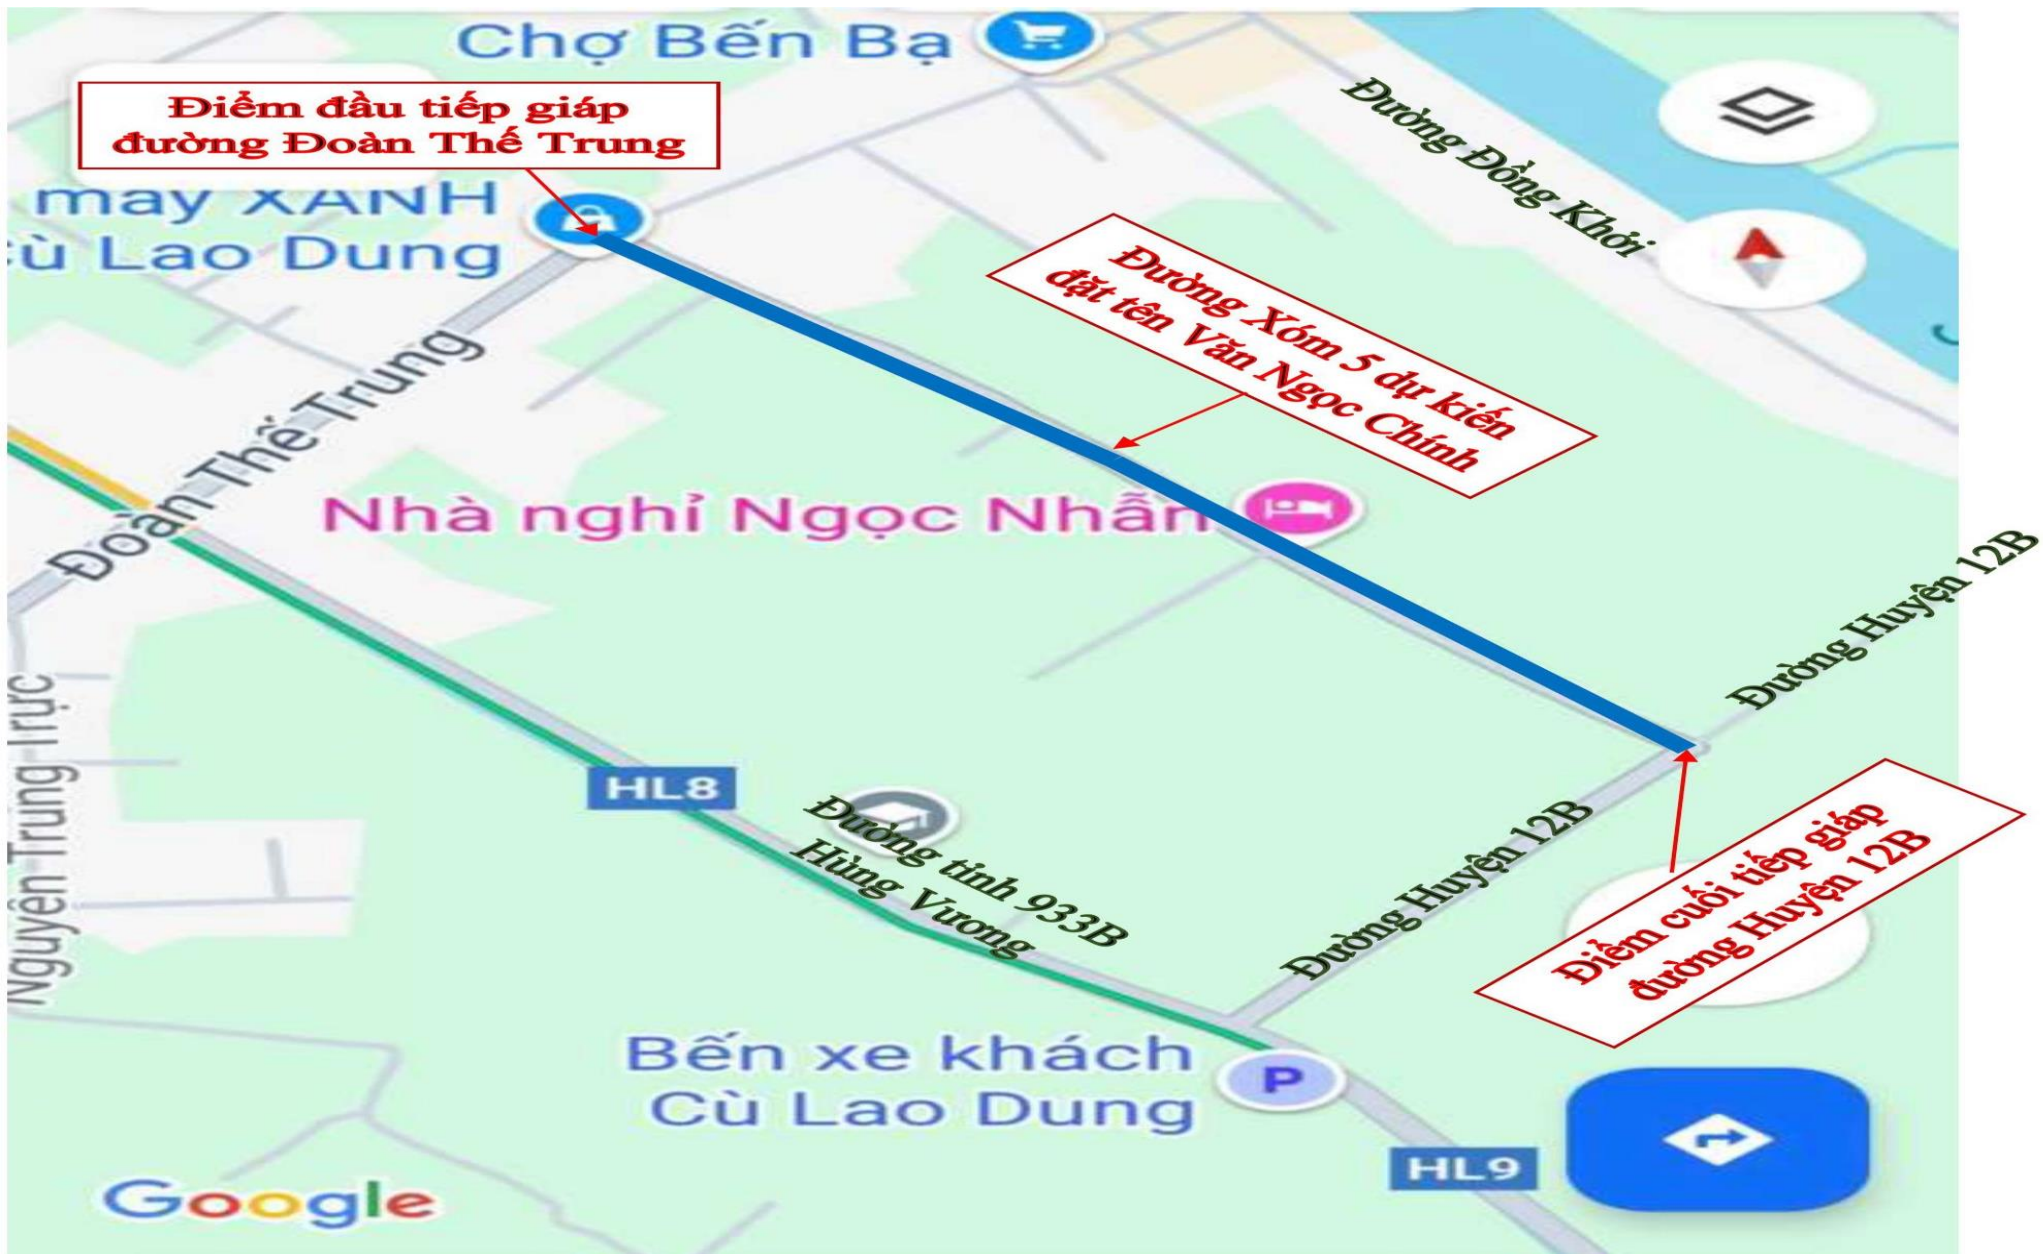 Chợ Bến Bạ
Điểm đầu tiếp giáp
đường Đoàn Thế Trung
máy XANH
Cù Lao Dung
Đường Đồng Khởi
Đường Xóm 5 dự kiến
đặt tên Văn Ngọc Chính
Đoàn Thế Trung
Nhà nghỉ Ngọc Nhẫn
Đường Huyện 12B
HL8
Đường tỉnh 933B
Hùng Vương
Đường Huyện 12B
Điểm cuối tiếp giáp
đường Huyện 12B
Nguyễn Trung Trực
Bến xe khách
Cù Lao Dung
P
HL9
Google